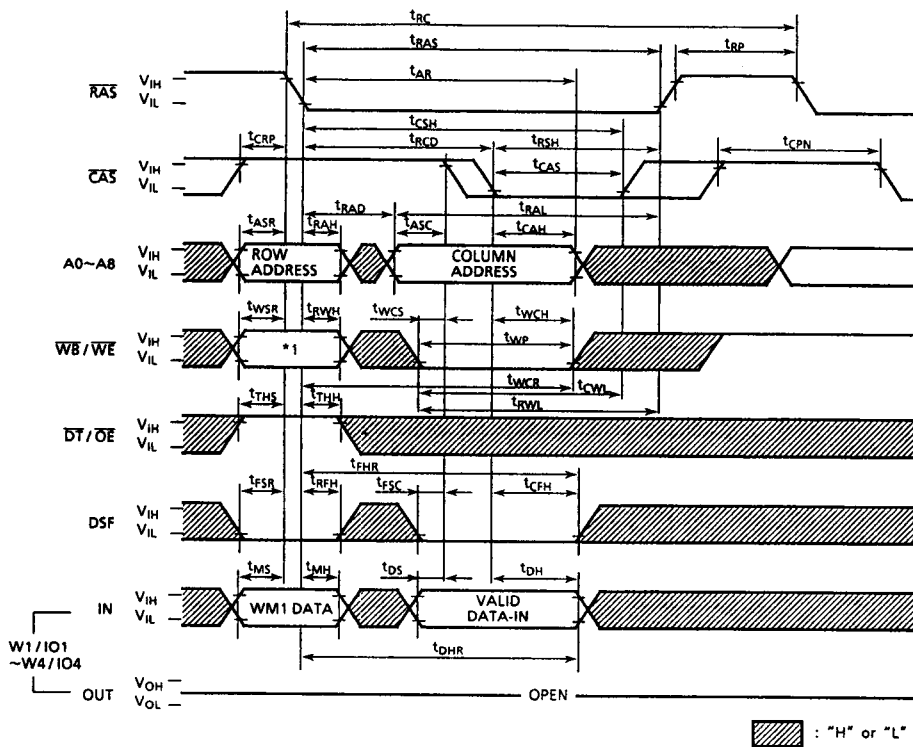 tRC
tRAS
tRP
tAR
RAS
VIH
VIL
tCSH
tCRP
tRCD
tRSH
tCPN
CAS
VIH
VIL
tCAS
tRAD
tRAL
tASR
tRAH
tASC
tCAH
A0~A8
VIH
VIL
ROW ADDRESS
COLUMN ADDRESS
tWSR
tRWH
tWCS
tWCH
tWP
WB/WE
VIH
VIL
*1
tWCR
tCWL
tRWL
tTHS
tTHH
DT/OE
VIH
VIL
tFHR
tFSR
tRFH
tFSC
tCFH
DSF
VIH
VIL
tMS
tMH
tDS
tDH
IN
VIH
VIL
WM1 DATA
VALID DATA-IN
W1/IO1
~W4/IO4
tDHR
OUT
VOH
VOL
OPEN
: "H" or "L"